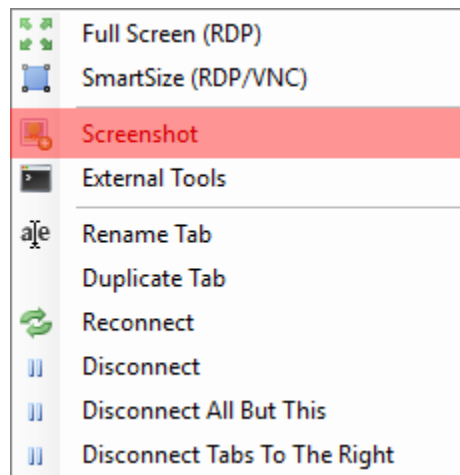 Full Screen (RDP)
SmartSize (RDP/VNC)
Screenshot
External Tools
Rename Tab
Duplicate Tab
Reconnect
Disconnect
Disconnect All But This
Disconnect Tabs To The Right